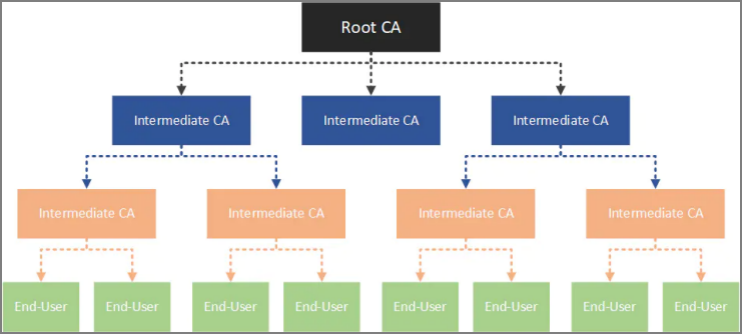 Root CA
Intermediate CA
Intermediate CA
Intermediate CA
Intermediate CA
Intermediate CA
Intermediate CA
Intermediate CA
End-User
End-User
End-User
End-User
End-User
End-User
End-User
End-User